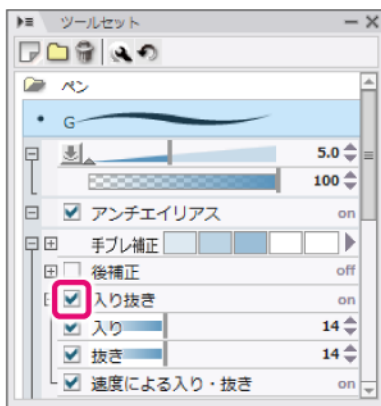 ツールセット
ペン
G
5.0
100
アンチエイリアス on
手ブレ補正
後補正 off
入り抜き on
入り 14
抜き 14
速度による入り・抜き on